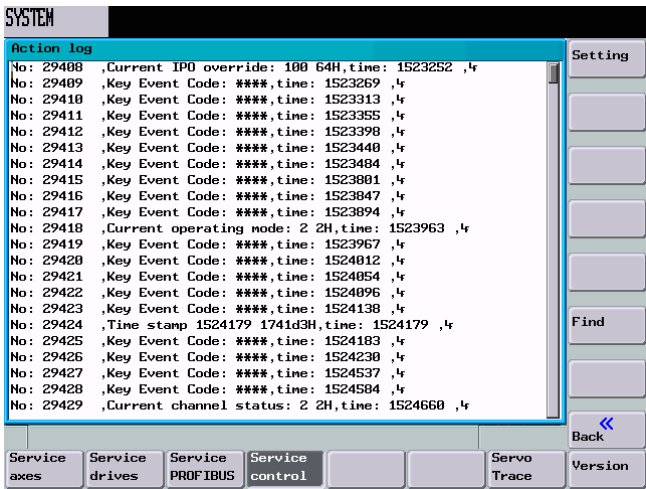 SYSTEM
Action log
No: 29408 ,Current IPO override: 100 64H,time: 1523252 ,
No: 29409 ,Key Event Code: ****,time: 1523269 ,
No: 29410 ,Key Event Code: ****,time: 1523313 ,
No: 29411 ,Key Event Code: ****,time: 1523355 ,
No: 29412 ,Key Event Code: ****,time: 1523398 ,
No: 29413 ,Key Event Code: ****,time: 1523440 ,
No: 29414 ,Key Event Code: ****,time: 1523484 ,
No: 29415 ,Key Event Code: ****,time: 1523801 ,
No: 29416 ,Key Event Code: ****,time: 1523847 ,
No: 29417 ,Key Event Code: ****,time: 1523894 ,
No: 29418 ,Current operating mode: 2 2H,time: 1523963 ,
No: 29419 ,Key Event Code: ****,time: 1523967 ,
No: 29420 ,Key Event Code: ****,time: 1524012 ,
No: 29421 ,Key Event Code: ****,time: 1524054 ,
No: 29422 ,Key Event Code: ****,time: 1524096 ,
No: 29423 ,Key Event Code: ****,time: 1524138 ,
No: 29424 ,Time stamp 1524179 1741d3H,time: 1524179 ,
No: 29425 ,Key Event Code: ****,time: 1524183 ,
No: 29426 ,Key Event Code: ****,time: 1524230 ,
No: 29427 ,Key Event Code: ****,time: 1524537 ,
No: 29428 ,Key Event Code: ****,time: 1524584 ,
No: 29429 ,Current channel status: 2 2H,time: 1524660 ,
Setting
Find
«
Back
Service
axes
Service
drives
Service
PROFIBUS
Service
control
Servo
Trace
Version